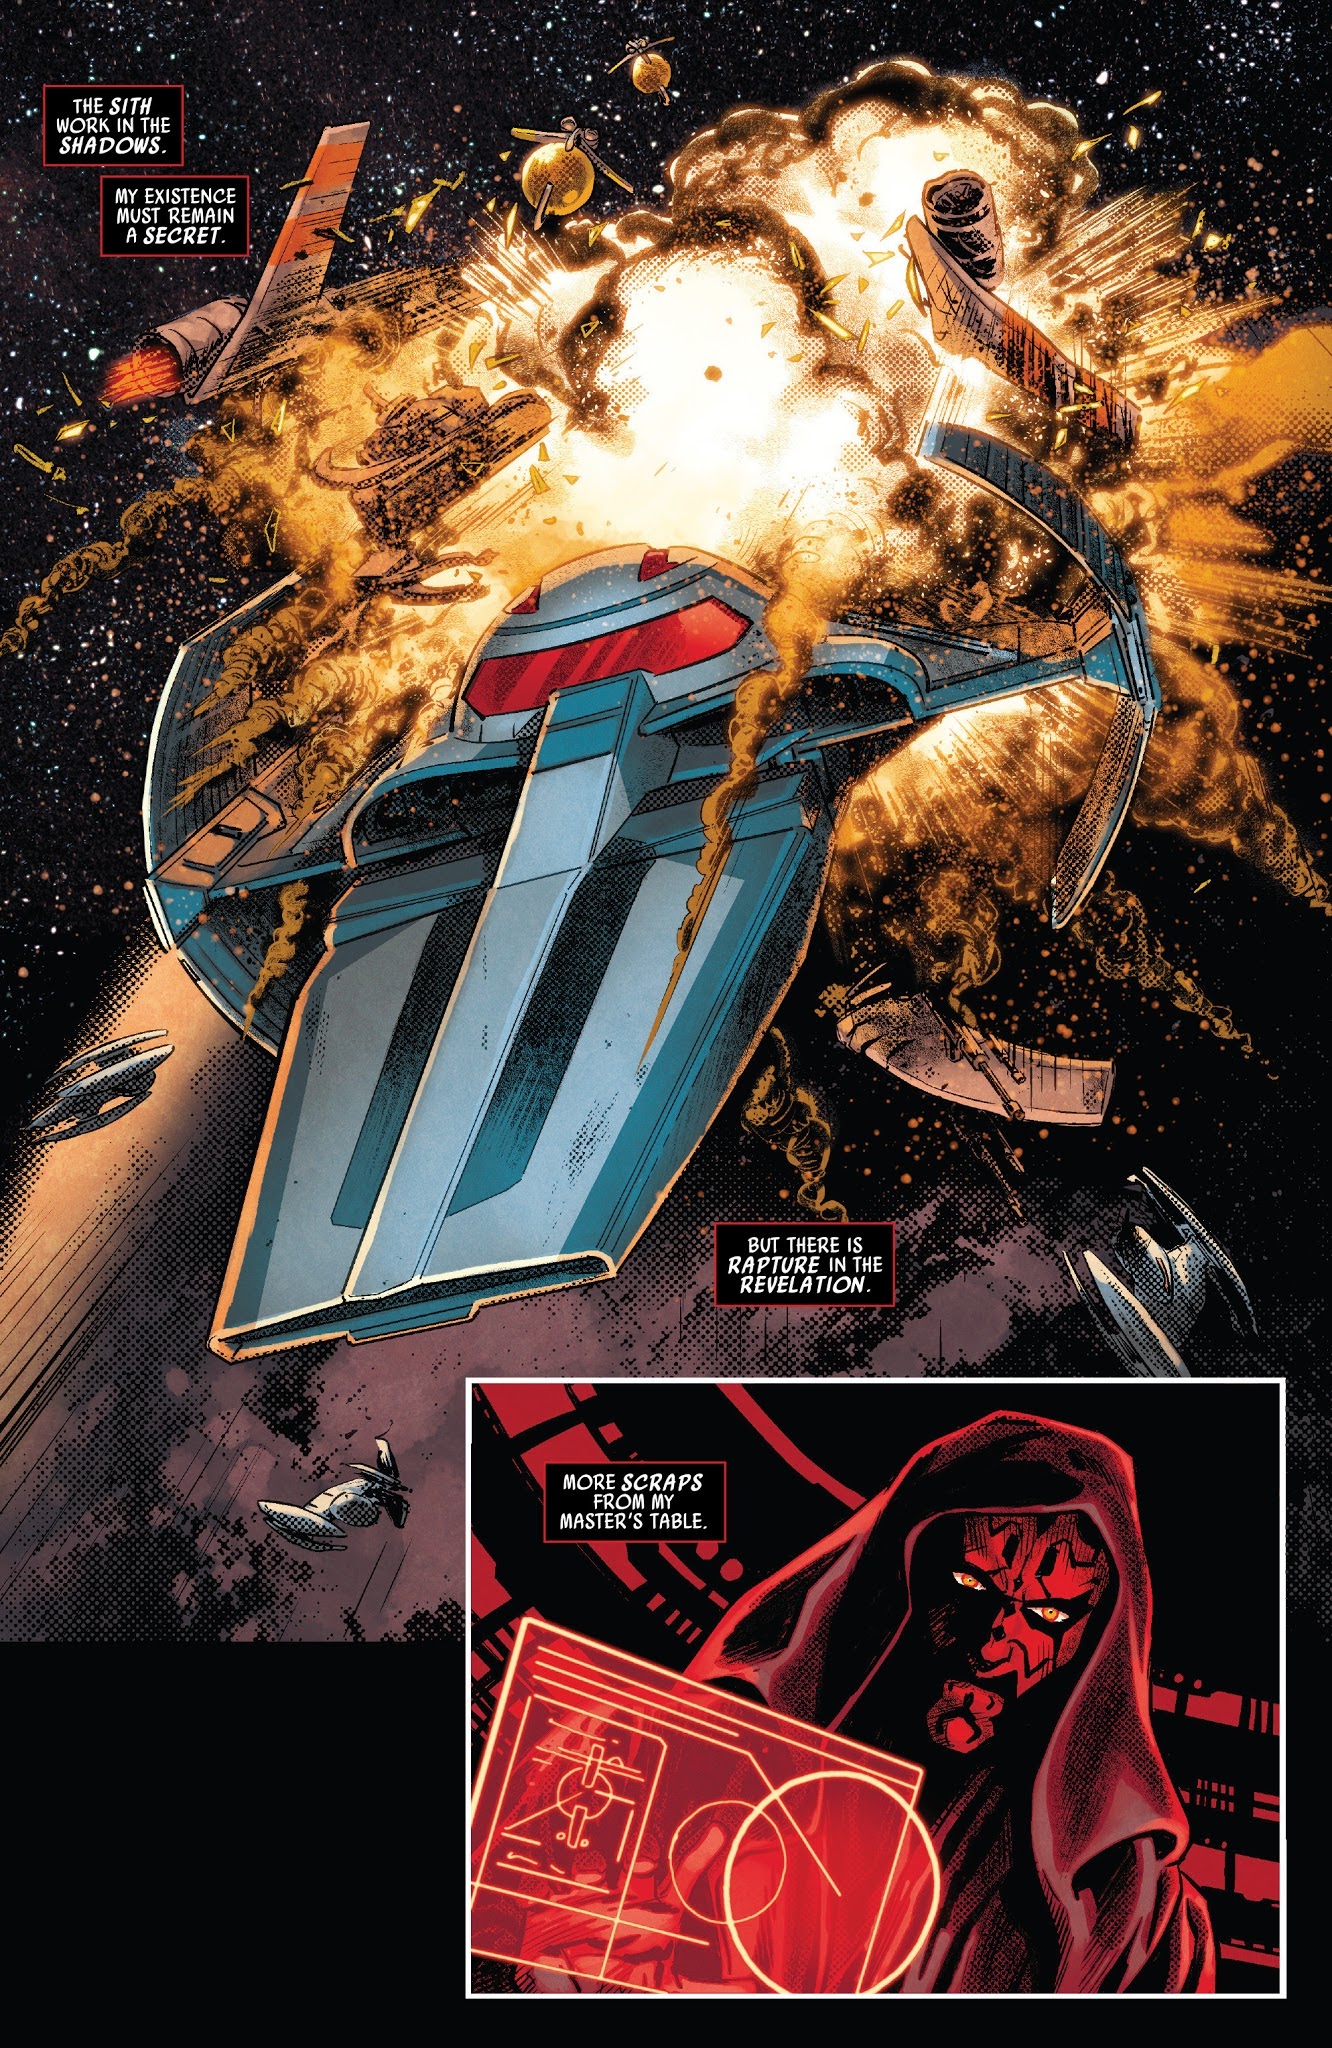 THE SITH
WORK IN THE
SHADOWS.
MY EXISTENCE
MUST REMAIN
A SECRET.
BUT THERE IS
RAPTURE IN THE
REVELATION.
MORE SCRAPS
FROM MY
MASTER'S TABLE.